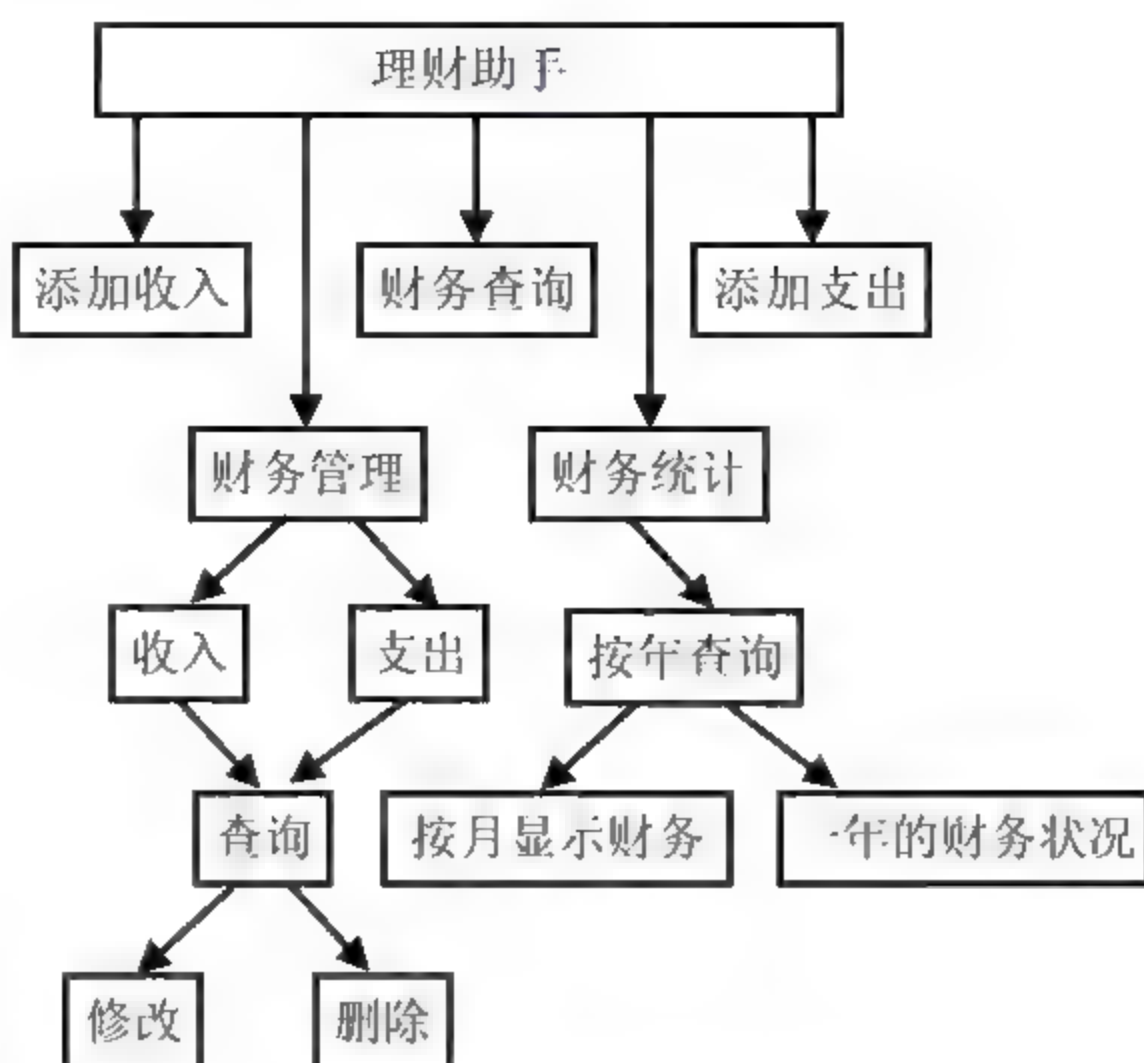 理财助手
添加收入
财务查询
添加支出
财务管理
财务统计
收入
支出
按年查询
查询
按月显示财务
一年的财务状况
修改
删除